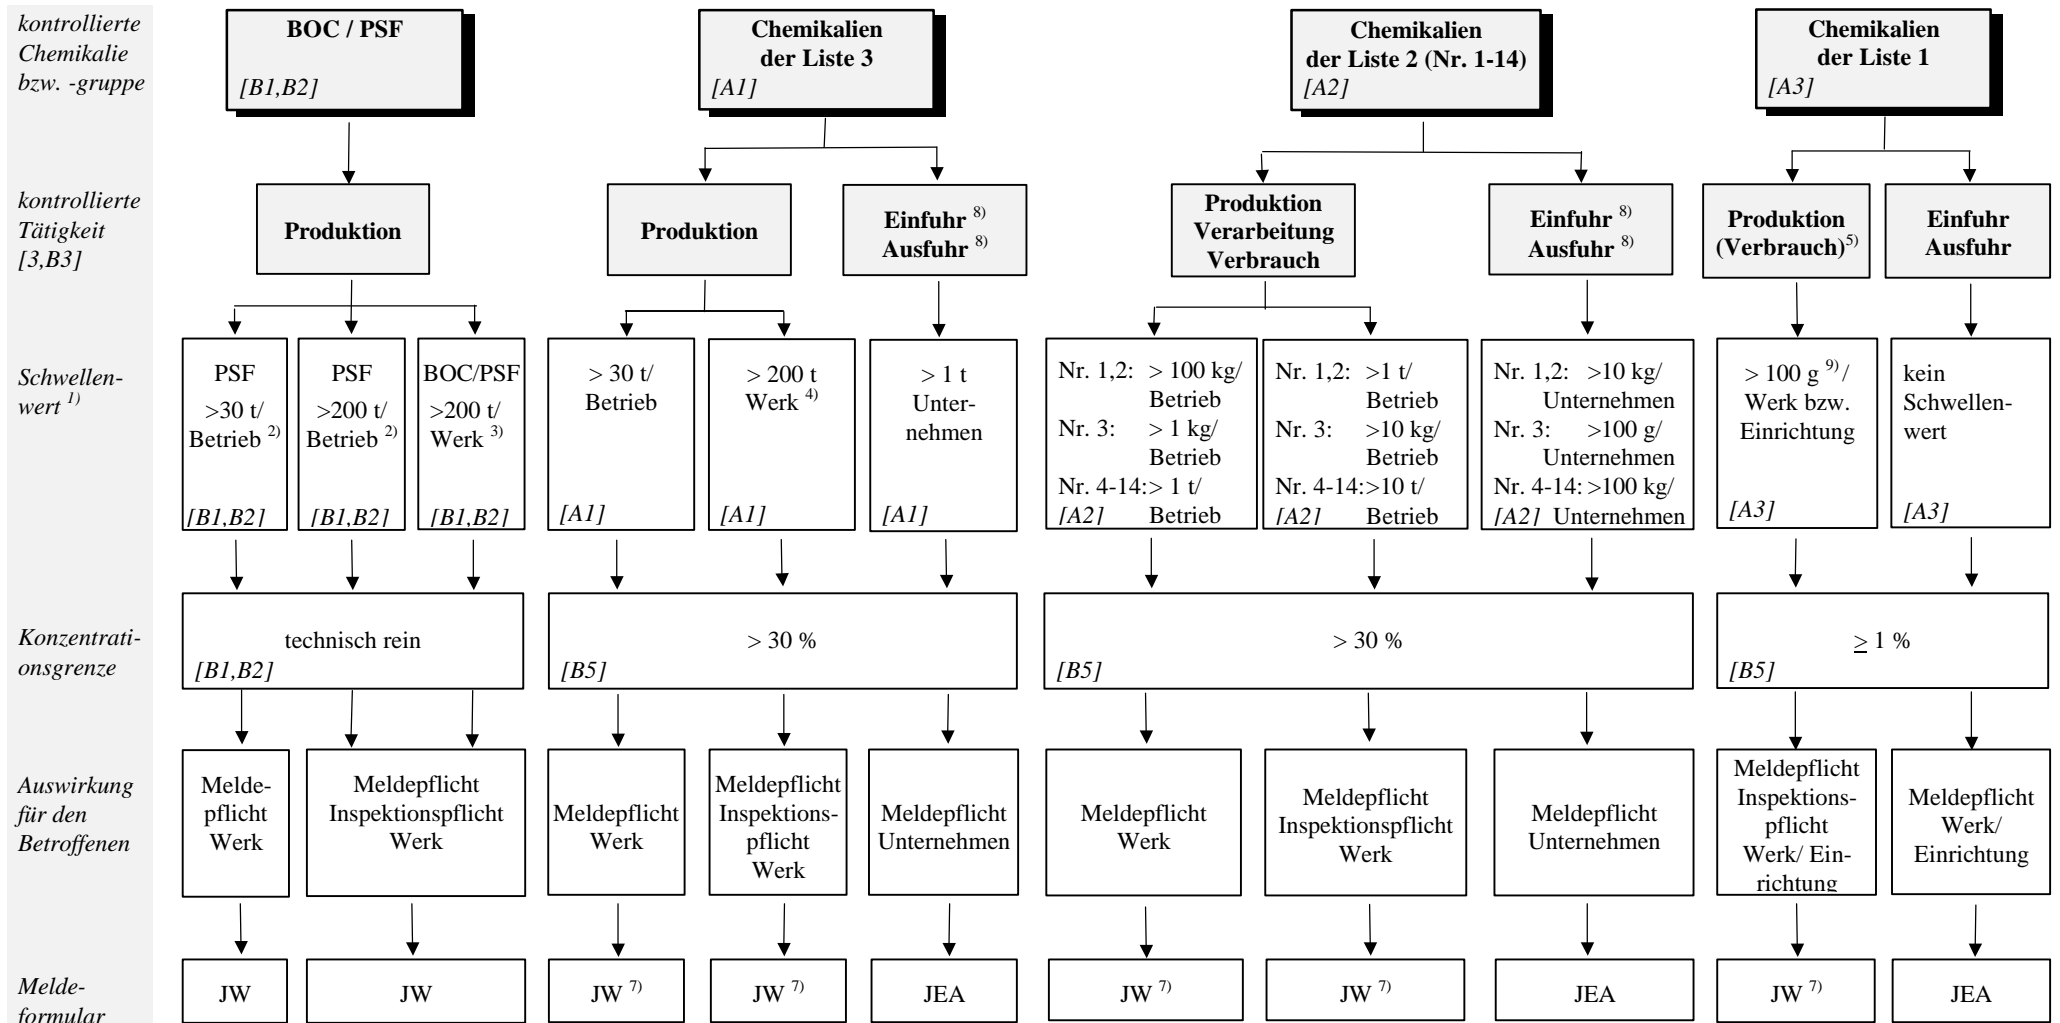 kontrollierte
Chemikalie
bzw. -gruppe
BOC / PSF
[B1,B2]
Chemikalien
der Liste 3
[A1]
Chemikalien
der Liste 2 (Nr. 1-14)
[A2]
Chemikalien
der Liste 1
[A3]
kontrollierte
Tätigkeit
[3,B3]
Produktion
Produktion
Einfuhr 8)
Ausfuhr 8)
Produktion
Verarbeitung
Verbrauch
Einfuhr 8)
Ausfuhr 8)
Produktion
(Verbrauch)5)
Einfuhr
Ausfuhr
Schwellen-
wert 1)
PSF
>30 t/
Betrieb 2)
[B1,B2]
PSF
>200 t/
Betrieb 2)
[B1,B2]
BOC/PSF
>200 t/
Werk 3)
[B1,B2]
> 30 t/
Betrieb
[A1]
> 200 t
Werk 4)
[A1]
> 1 t
Unter-
nehmen
[A1]
Nr. 1,2: > 100 kg/
Betrieb
Nr. 3: > 1 kg/
Betrieb
Nr. 4-14:> 1 t/
[A2] Betrieb
Nr. 1,2: >1 t/
Betrieb
Nr. 3: >10 kg/
Betrieb
Nr. 4-14:>10 t/
[A2] Betrieb
Nr. 1,2: >10 kg/
Unternehmen
Nr. 3: >100 g/
Unternehmen
Nr. 4-14: >100 kg/
[A2] Unternehmen
> 100 g 9)/
Werk bzw.
Einrichtung
[A3]
kein
Schwellen-
wert
[A3]
Konzentrati-
onsgrenze
technisch rein
[B1,B2]
> 30 %
[B5]
> 30 %
[B5]
≥ 1 %
[B5]
Auswirkung
für den
Betroffenen
Melde-
pflicht
Werk
Meldepflicht
Inspektionspflicht
Werk
Meldepflicht
Werk
Meldepflicht
Inspektions-
pflicht
Werk
Meldepflicht
Unternehmen
Meldepflicht
Werk
Meldepflicht
Inspektionspflicht
Werk
Meldepflicht
Unternehmen
Meldepflicht
Inspektions-
pflicht
Werk/ Ein-
richtung
Meldepflicht
Werk/
Einrichtung
Melde-
formular
JW
JW
JW 7)
JW 7)
JEA
JW 7)
JW 7)
JEA
JW 7)
JEA